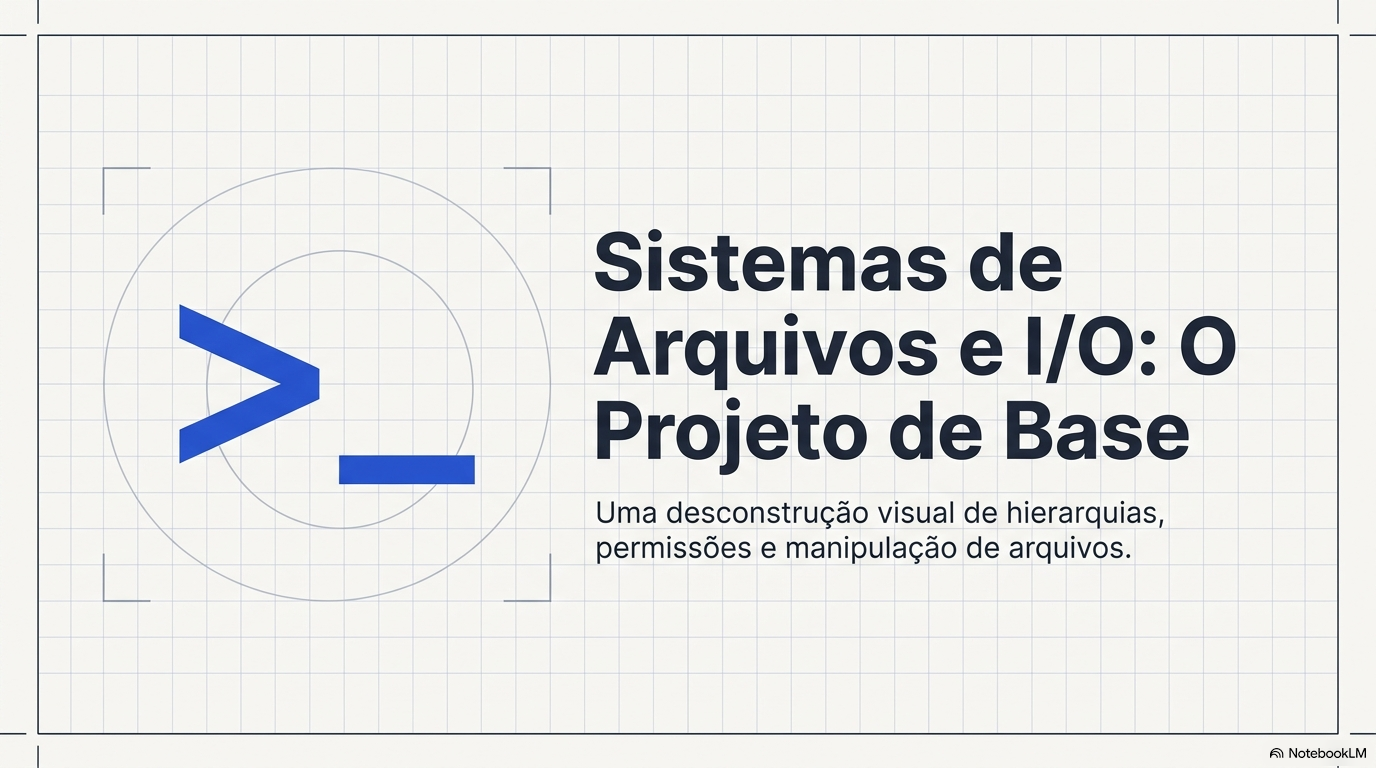 >_
Sistemas de
Arquivos e I/O: O
Projeto de Base
Uma desconstrução visual de hierarquias,
permissões e manipulação de arquivos.
NotebookLM